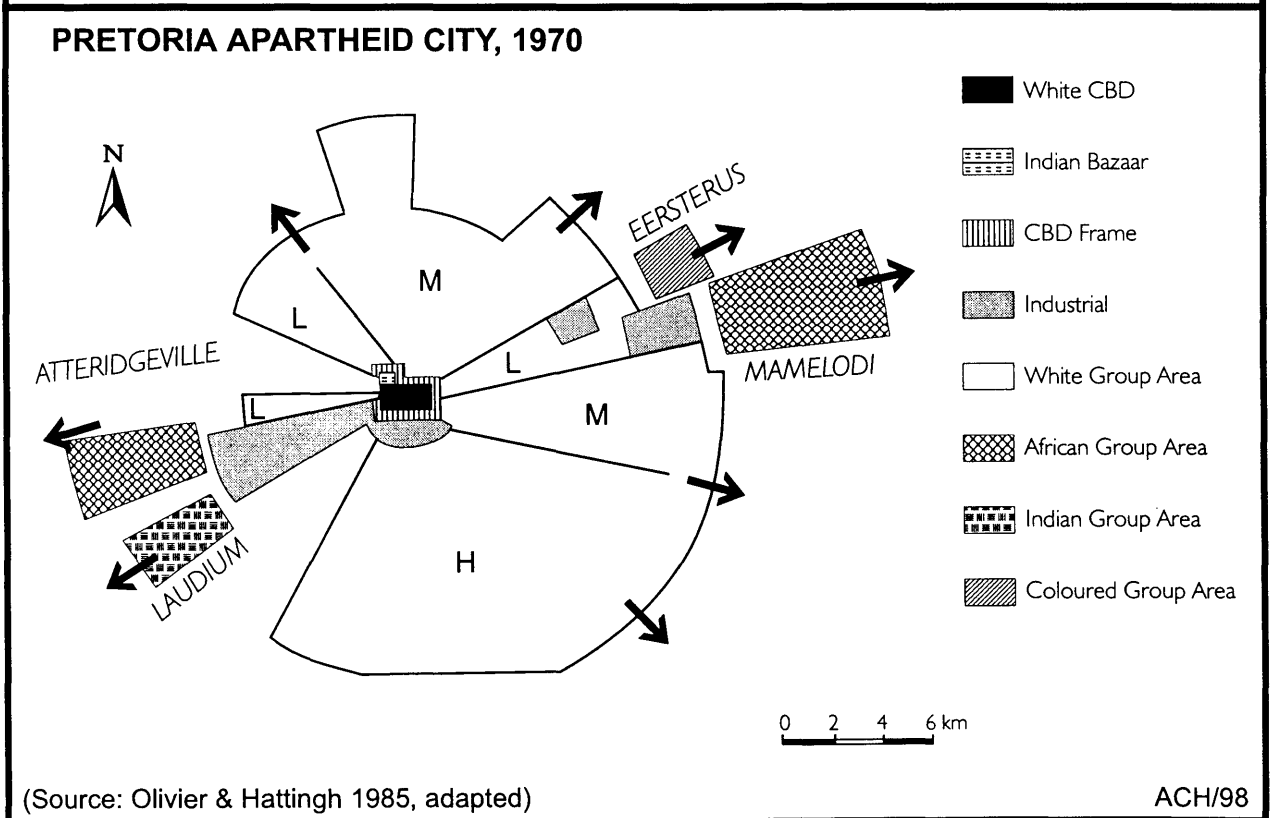 PRETORIA APARTHEID CITY, 1970
N
White CBD
Indian Bazaar
CBD Frame
Industrial
White Group Area
African Group Area
Indian Group Area
Coloured Group Area
EERSTERUS
M
L
ATTERIDGEVILLE
L
MAMELODI
L
M
H
LAUDIUM
0 2 4 6 km
(Source: Olivier & Hattingh 1985, adapted)
ACH/98